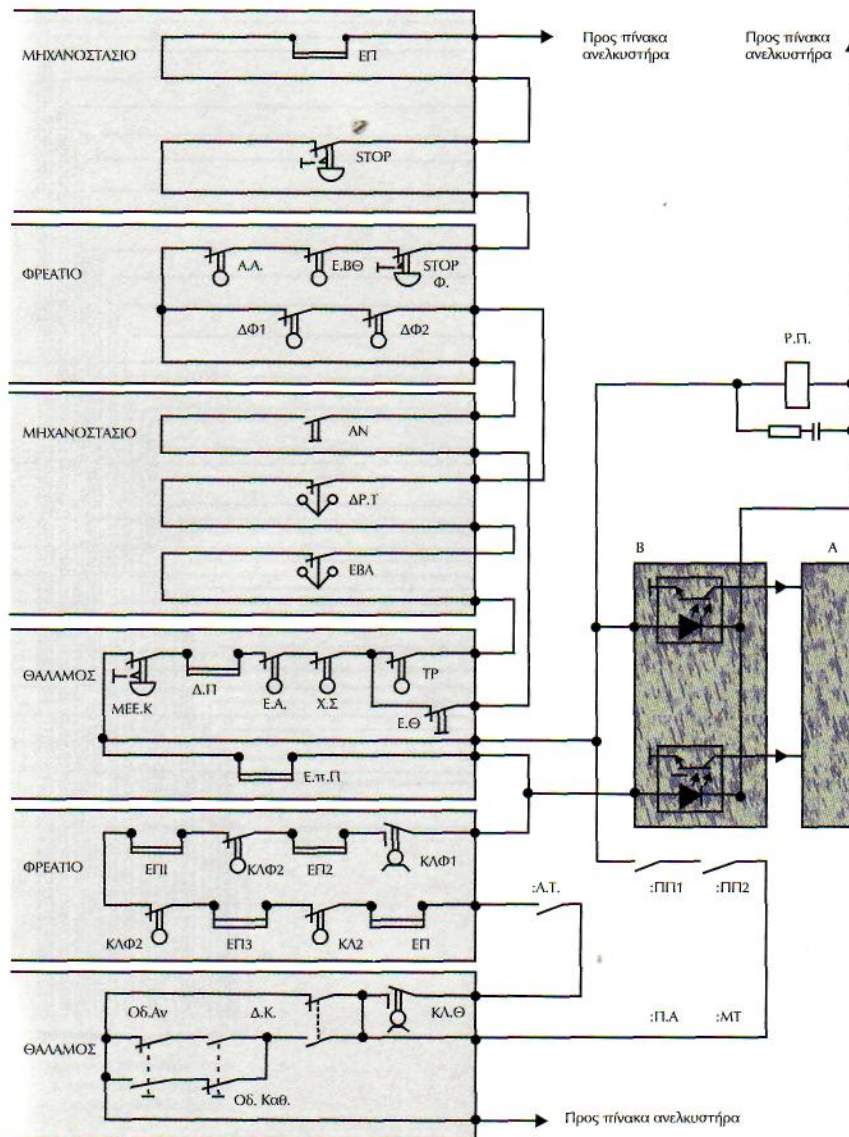 ΜΗΧΑΝΟΣΤΑΣΙΟ
ΕΠ
Προς πίνακα
ανελκυστήρα
Προς πίνακα
ανελκυστήρα
STOP
ΦΡΕΑΤΙΟ
Α.Α.
Ε.ΒΘ
STOP
Φ.
ΔΦ1
ΔΦ2
Ρ.Π.
ΜΗΧΑΝΟΣΤΑΣΙΟ
ΑΝ
ΔΡ.Τ
ΕΒΛ
Β
Α
ΘΑΛΑΜΟΣ
ΜΕΕ.Κ
Δ.Π
Ε.Α.
Χ.Σ
ΤΡ
Ε.Θ
Ε.π.Π
ΦΡΕΑΤΙΟ
ΕΠ1
ΚΛΦ2
ΕΠ2
ΚΛΦ1
ΚΛΦ2
ΕΠ3
ΚΛ2
ΕΠ
:Α.Τ.
:ΠΠ1
:ΠΠ2
ΘΑΛΑΜΟΣ
Οδ.Αν
Δ.Κ.
ΚΛ.Θ
:Π.Α
:ΜΤ
Οδ. Καθ.
Προς πίνακα ανελκυστήρα